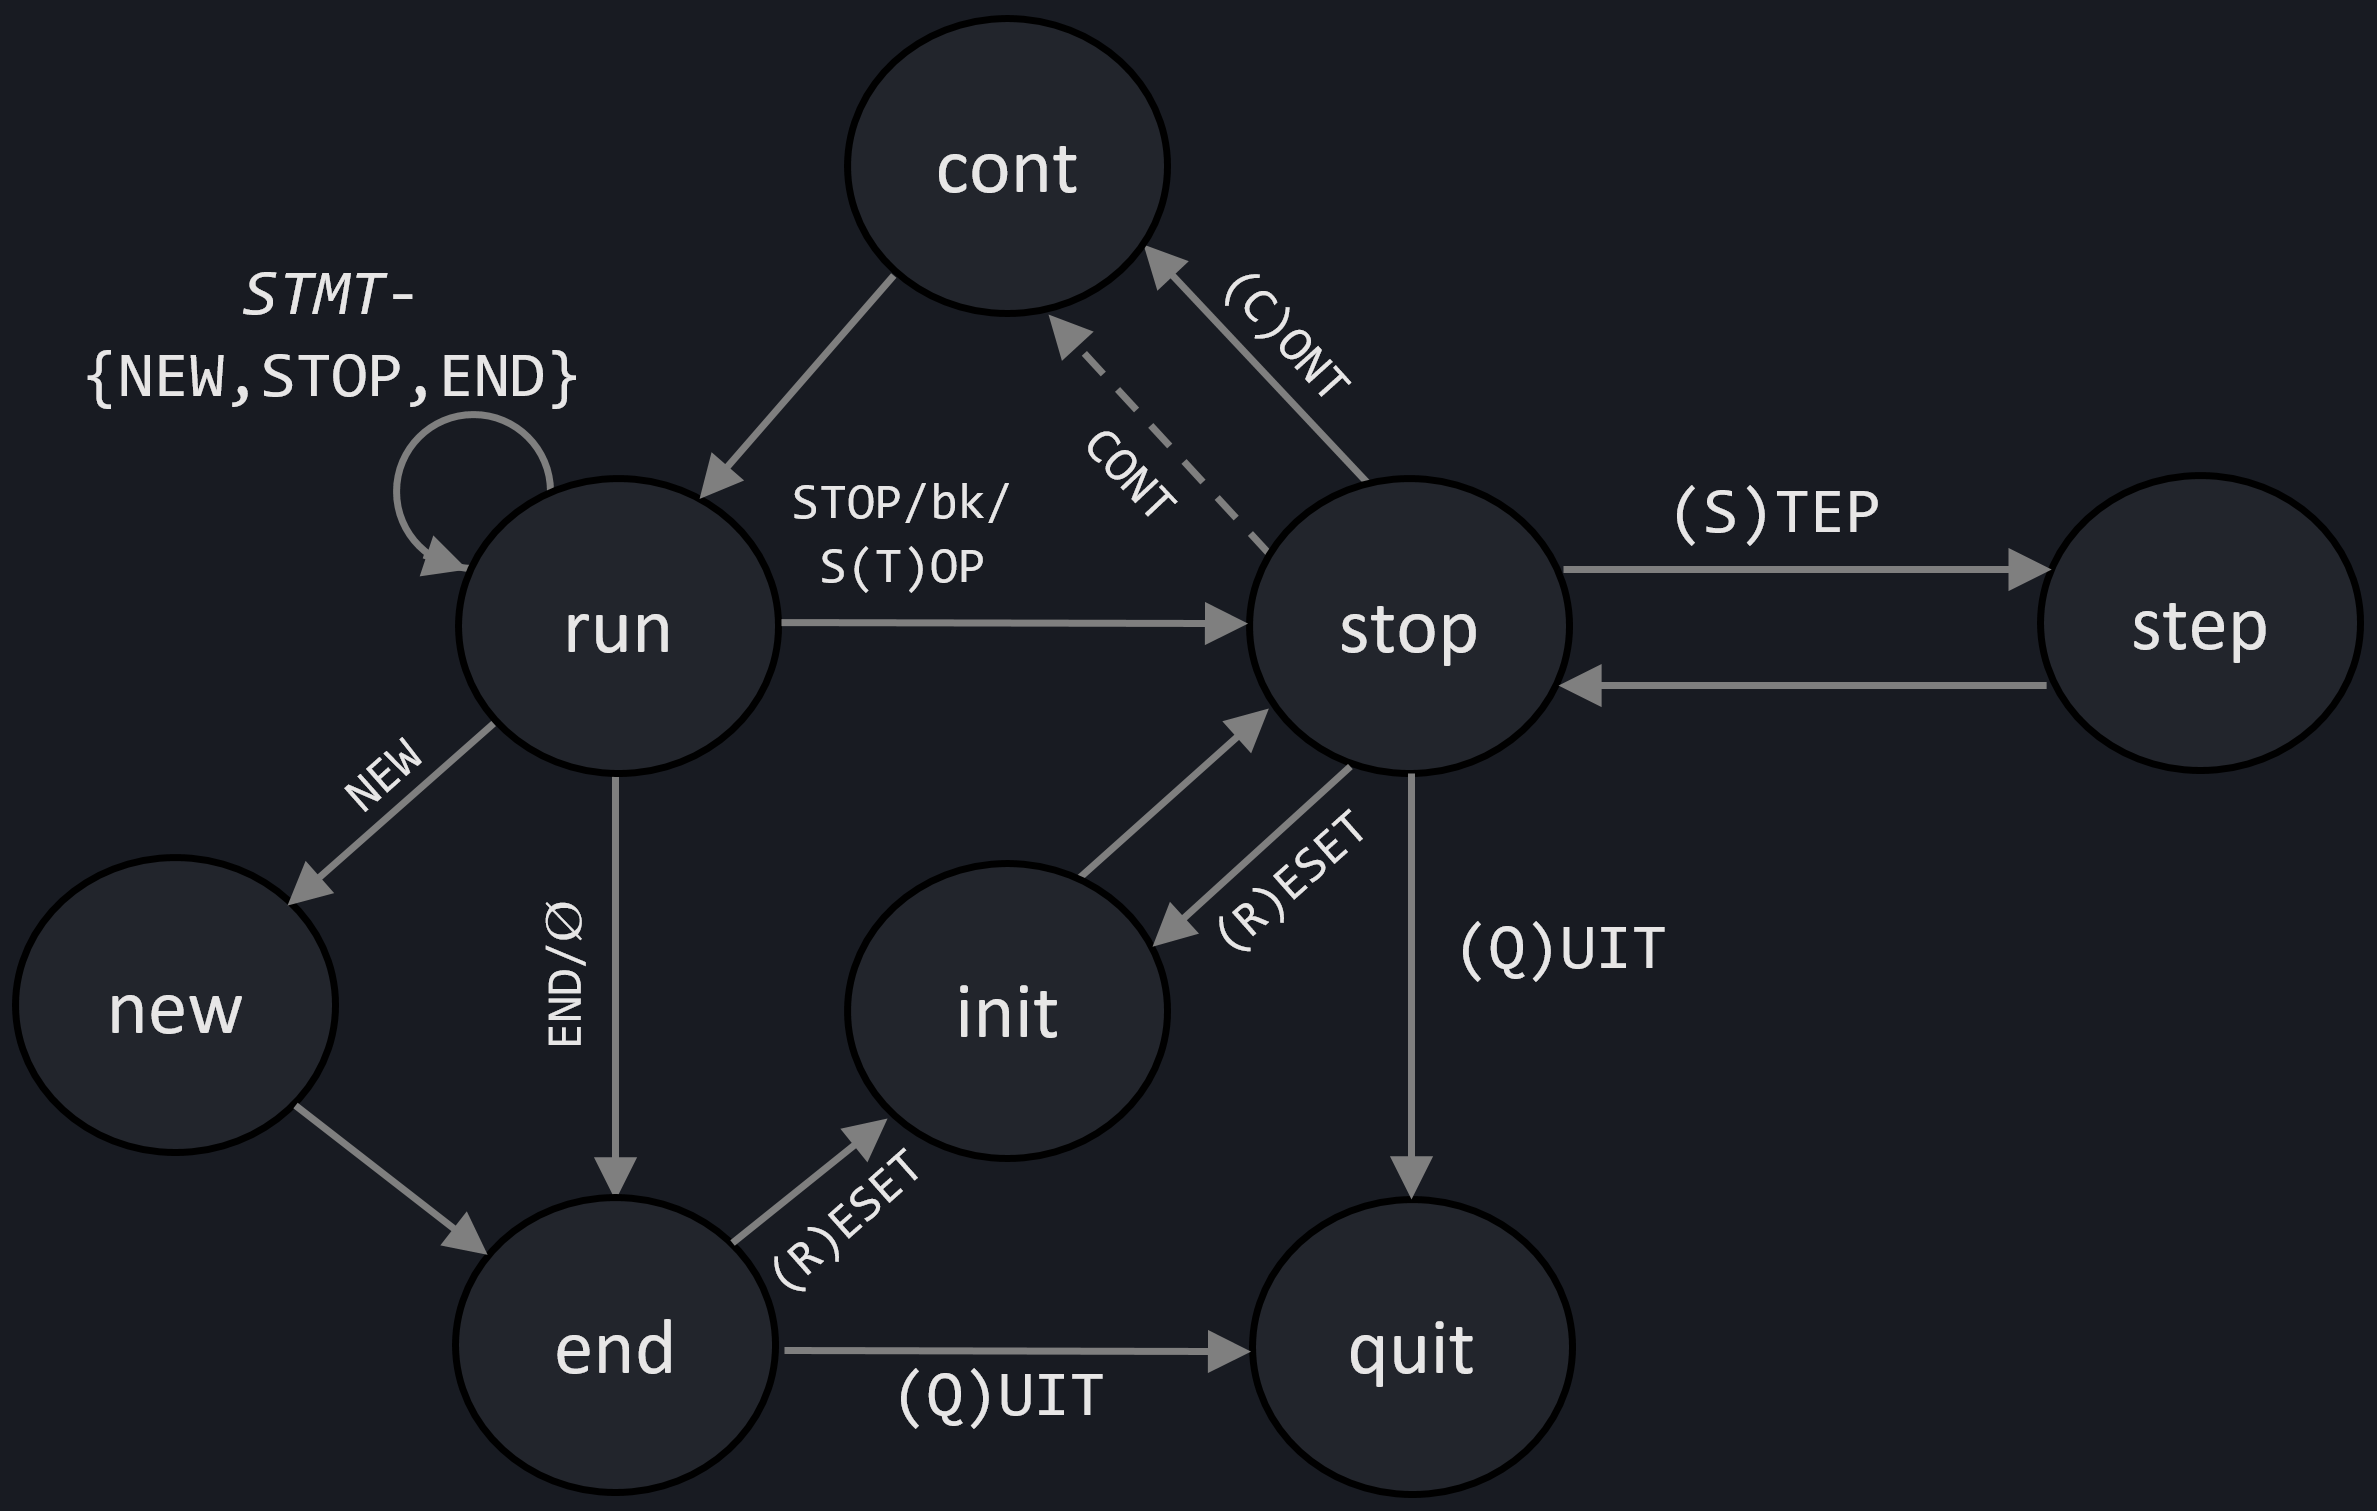 cont
STMT-
{NEW,STOP,END}
(C)ONT
CONT
STOP/bk/
S(T)OP
(S)TEP
run
stop
step
NEW
(R)ESET
END/∅
(Q)UIT
new
init
(R)ESET
end
(Q)UIT
quit